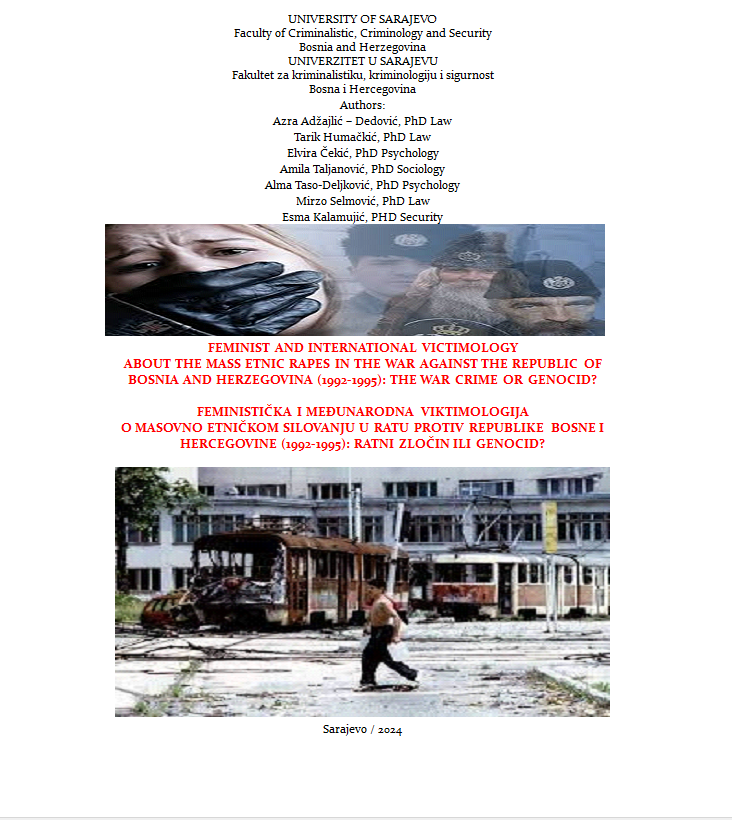 UNIVERSITY OF SARAJEVO
Faculty of Criminalistic, Criminology and Security
Bosnia and Herzegovina
UNIVERZITET U SARAJEVU
Fakultet za kriminalistiku, kriminologiju i sigurnost
Bosna i Hercegovina
Authors:
Azra Adžajlić – Dedović, PhD Law
Tarik Humačkić, PhD Law
Elvira Čekić, PhD Psychology
Amila Taljanović, PhD Sociology
Alma Taso-Deljković, PhD Psychology
Mirzo Selmović, PhD Law
Esma Kalamujić, PHD Security
FEMINIST AND INTERNATIONAL VICTIMOLOGY
ABOUT THE MASS ETNIC RAPES IN THE WAR AGAINST THE REPUBLIC OF
BOSNIA AND HERZEGOVINA (1992-1995): THE WAR CRIME OR GENOCID?
FEMINISTIČKA I MEĐUNARODNA VIKTIMOLOGIJA
O MASOVNO ETNIČKOM SILOVANJU U RATU PROTIV REPUBLIKE BOSNE I
HERCEGOVINE (1992-1995): RATNI ZLOČIN ILI GENOCID?
Sarajevo / 2024